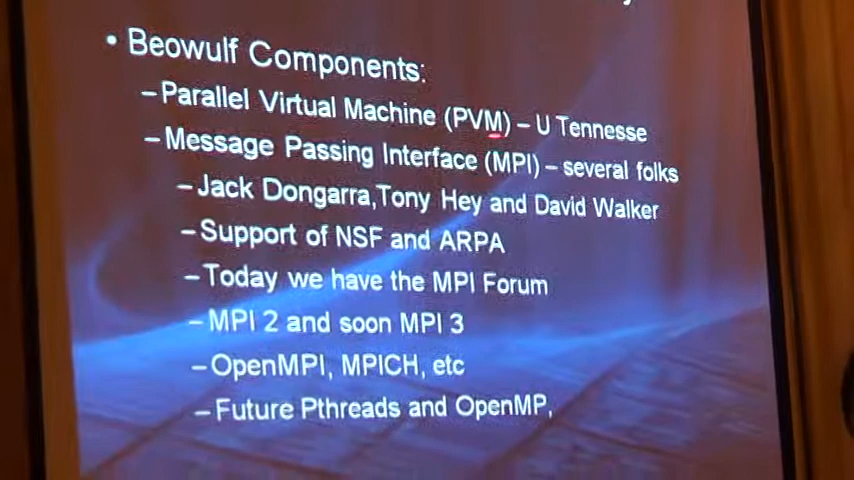 • Beowulf Components:
– Parallel Virtual Machine (PVM) – U Tennesse
– Message Passing Interface (MPI) – several folks
– Jack Dongarra,Tony Hey and David Walker
– Support of NSF and ARPA
– Today we have the MPI Forum
– MPI 2 and soon MPI 3
– OpenMPI, MPICH, etc
– Future Pthreads and OpenMP,